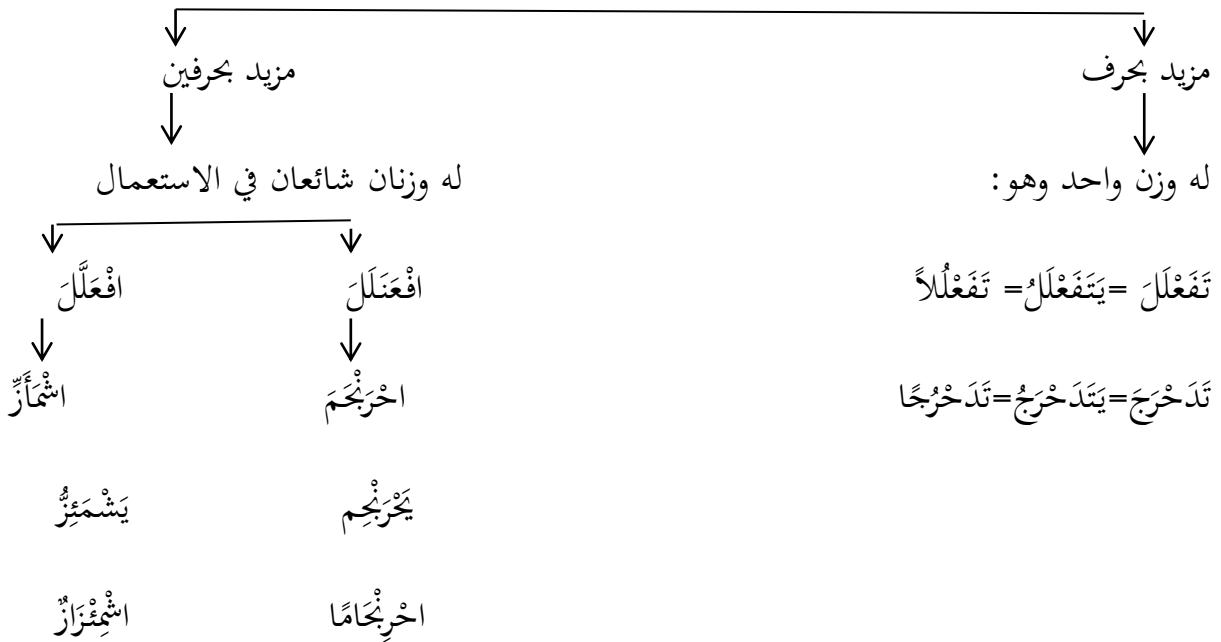 مزيد بحرف
مزيد بحرفين
له وزن واحد وهو:
له وزنان شائعان في الاستعمال
تَفَعْلَلَ =يَتَفَعْلَلُ= تَفَعْلُلاً
افْعَنَلَلَ
افْعَلَّلَ
تَدَحْرَجَ=يَتَدَحْرَجُ=تَدَحْرُجًا
احْرَنْجَمَ
اشْمَأَزِّ
يَحْرَنْجِم
يَشْمَئِزُّ
احْرِنْجَامًا
اشْمِئْزَازٌ